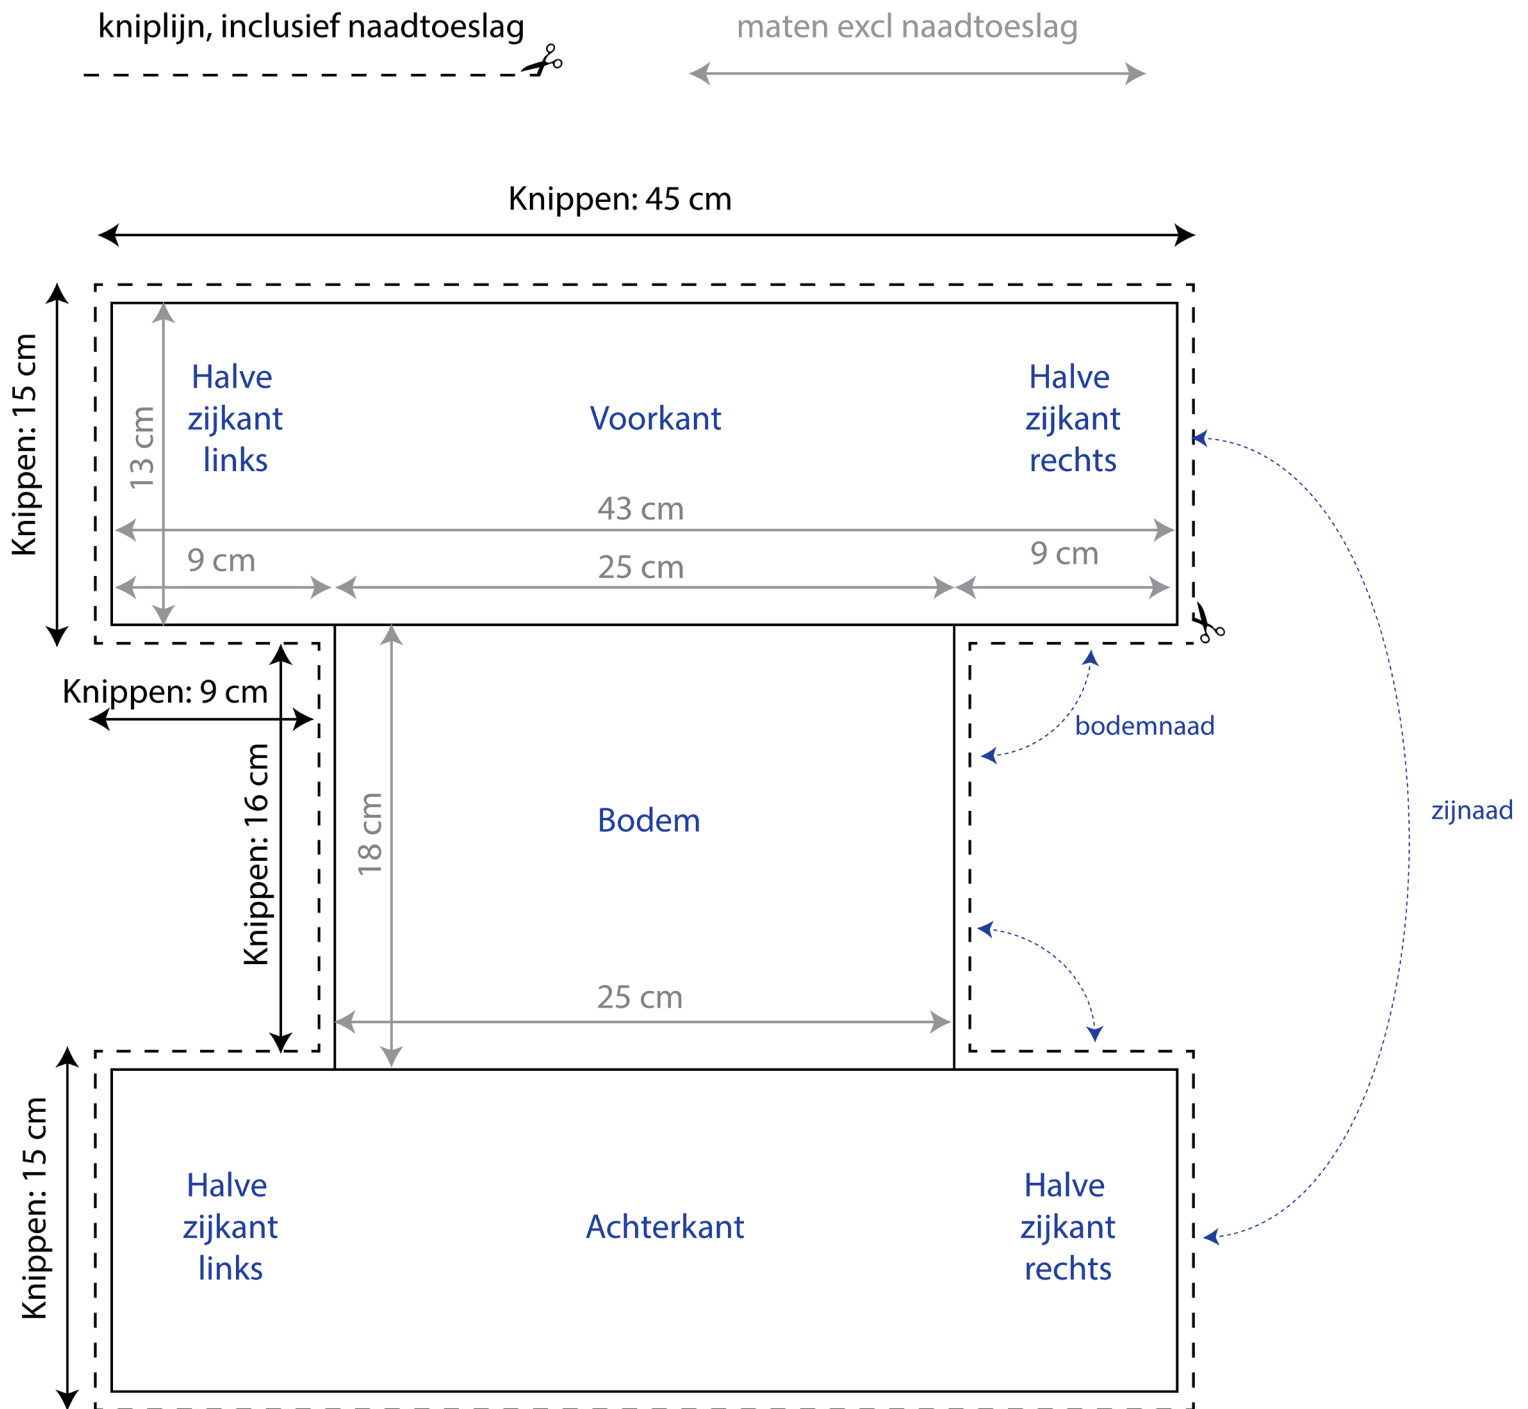 kniplijn, inclusief naadtoeslag
maten excl naadtoeslag
Knippen: 45 cm
Knippen: 15 cm
13 cm
Halve
zijkant
links
Voorkant
Halve
zijkant
rechts
43 cm
9 cm
25 cm
9 cm
Knippen: 9 cm
Knippen: 16 cm
18 cm
Bodem
25 cm
bodemnaad
zijnaad
Knippen: 15 cm
Halve
zijkant
links
Achterkant
Halve
zijkant
rechts